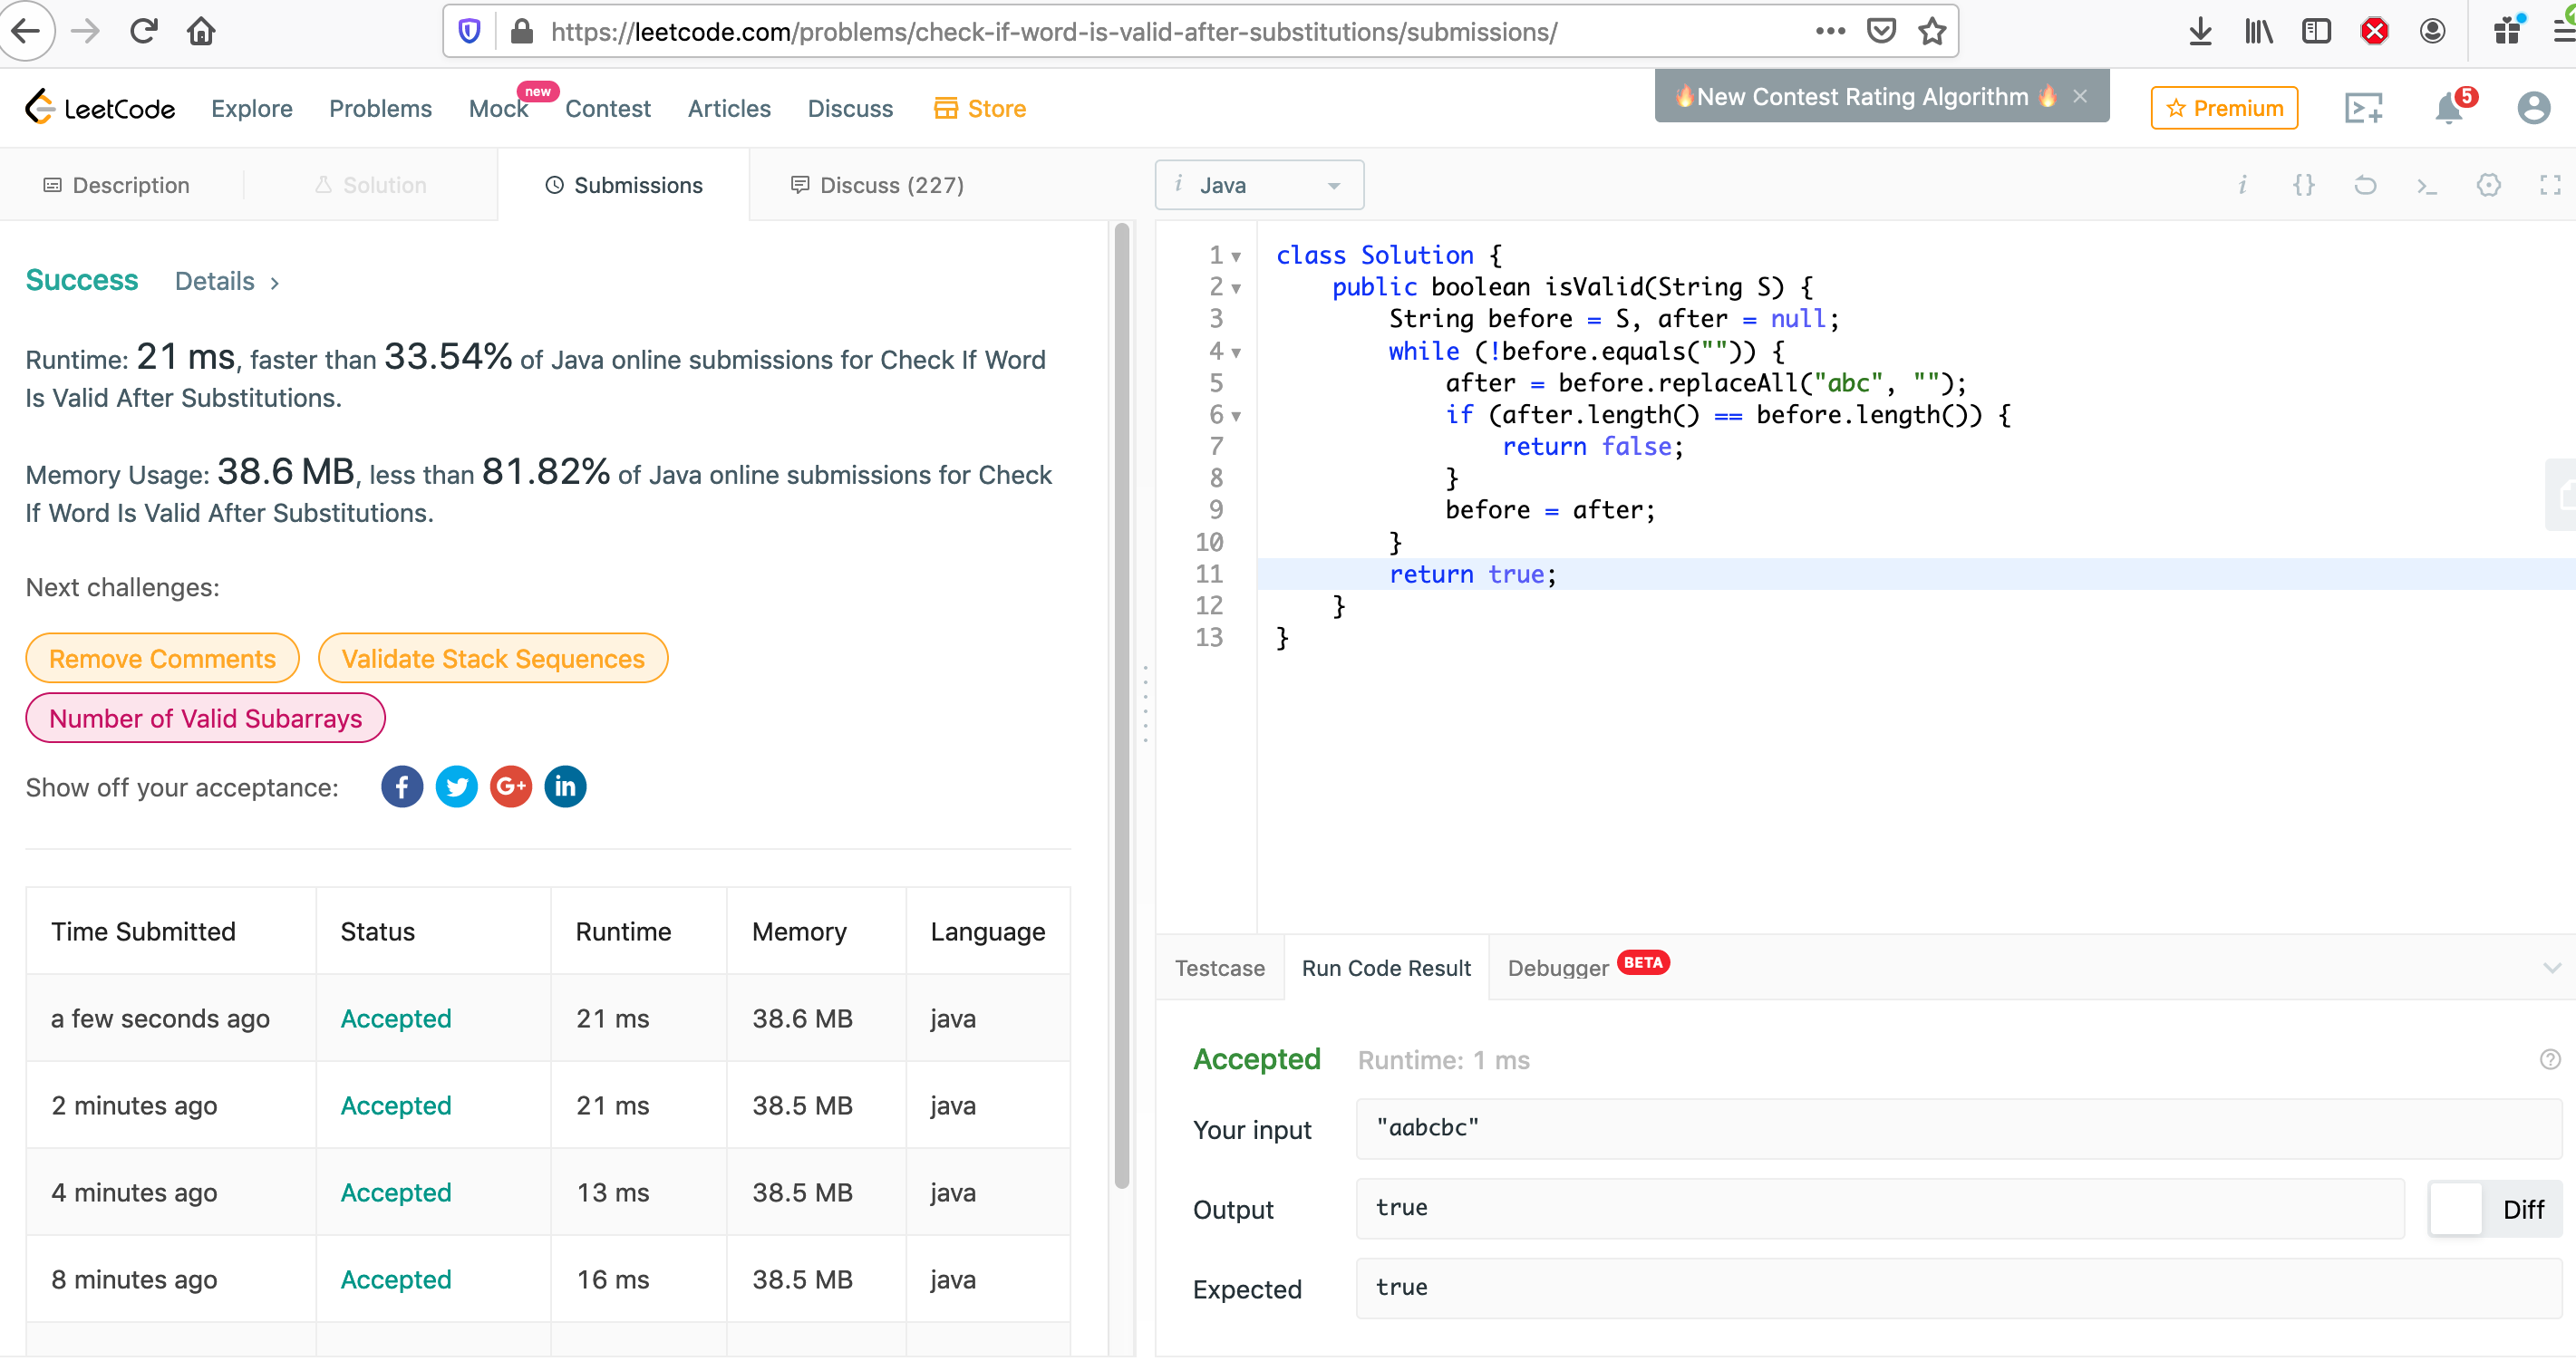 https://leetcode.com/problems/check-if-word-is-valid-after-substitutions/submissions/
LeetCode Explore Problems Mock new Contest Articles Discuss Store
🔥New Contest Rating Algorithm 🔥 × Premium 5
Description Solution Submissions Discuss (227)
Success Details >
Runtime: 21 ms, faster than 33.54% of Java online submissions for Check If Word
Is Valid After Substitutions.
Memory Usage: 38.6 MB, less than 81.82% of Java online submissions for Check
If Word Is Valid After Substitutions.
Next challenges:
Remove Comments Validate Stack Sequences
Number of Valid Subarrays
Show off your acceptance: f G+ in
Time Submitted Status Runtime Memory Language
a few seconds ago Accepted 21 ms 38.6 MB java
2 minutes ago Accepted 21 ms 38.5 MB java
4 minutes ago Accepted 13 ms 38.5 MB java
8 minutes ago Accepted 16 ms 38.5 MB java
i Java i {} >_
1 class Solution {
2 public boolean isValid(String S) {
3 String before = S, after = null;
4 while (!before.equals("")) {
5 after = before.replaceAll("abc", "");
6 if (after.length() == before.length()) {
7 return false;
8 }
9 before = after;
10 }
11 return true;
12 }
13 }
Testcase Run Code Result Debugger BETA
Accepted Runtime: 1 ms ?
Your input "aabcbc"
Output true Diff
Expected true